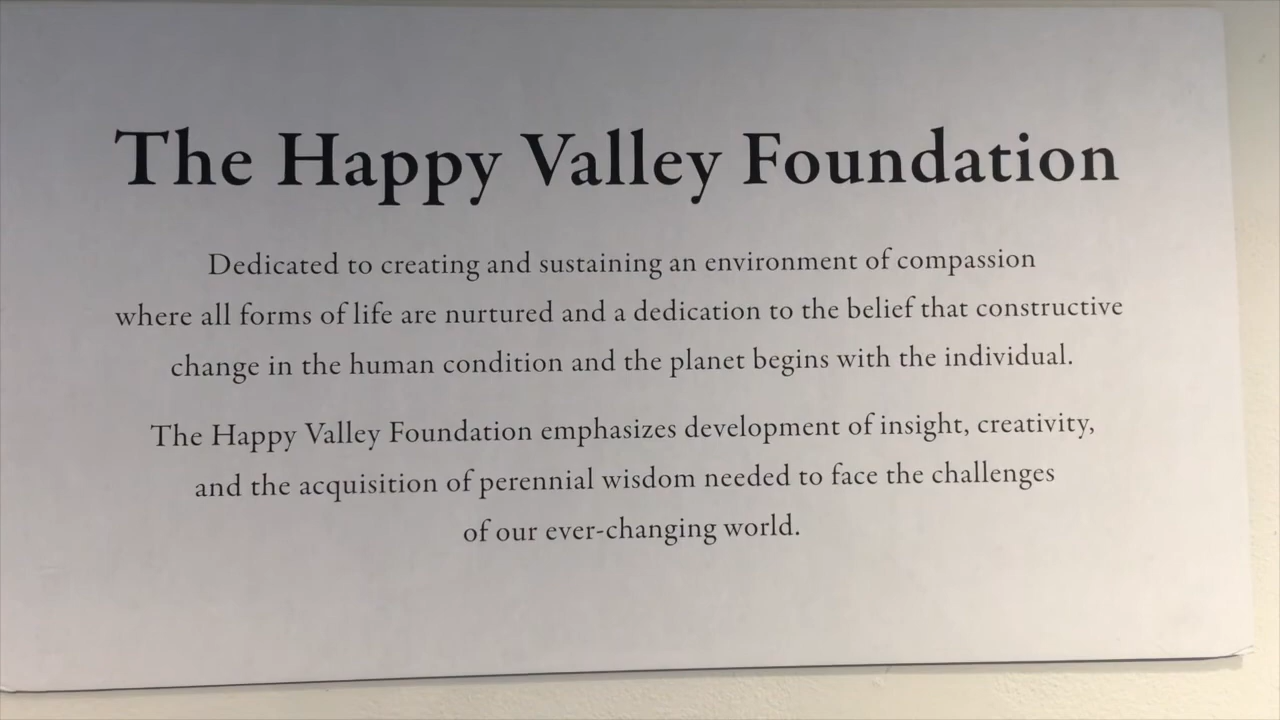 The Happy Valley Foundation
Dedicated to creating and sustaining an environment of compassion
where all forms of life are nurtured and a dedication to the belief that constructive
change in the human condition and the planet begins with the individual.
The Happy Valley Foundation emphasizes development of insight, creativity,
and the acquisition of perennial wisdom needed to face the challenges
of our ever-changing world.